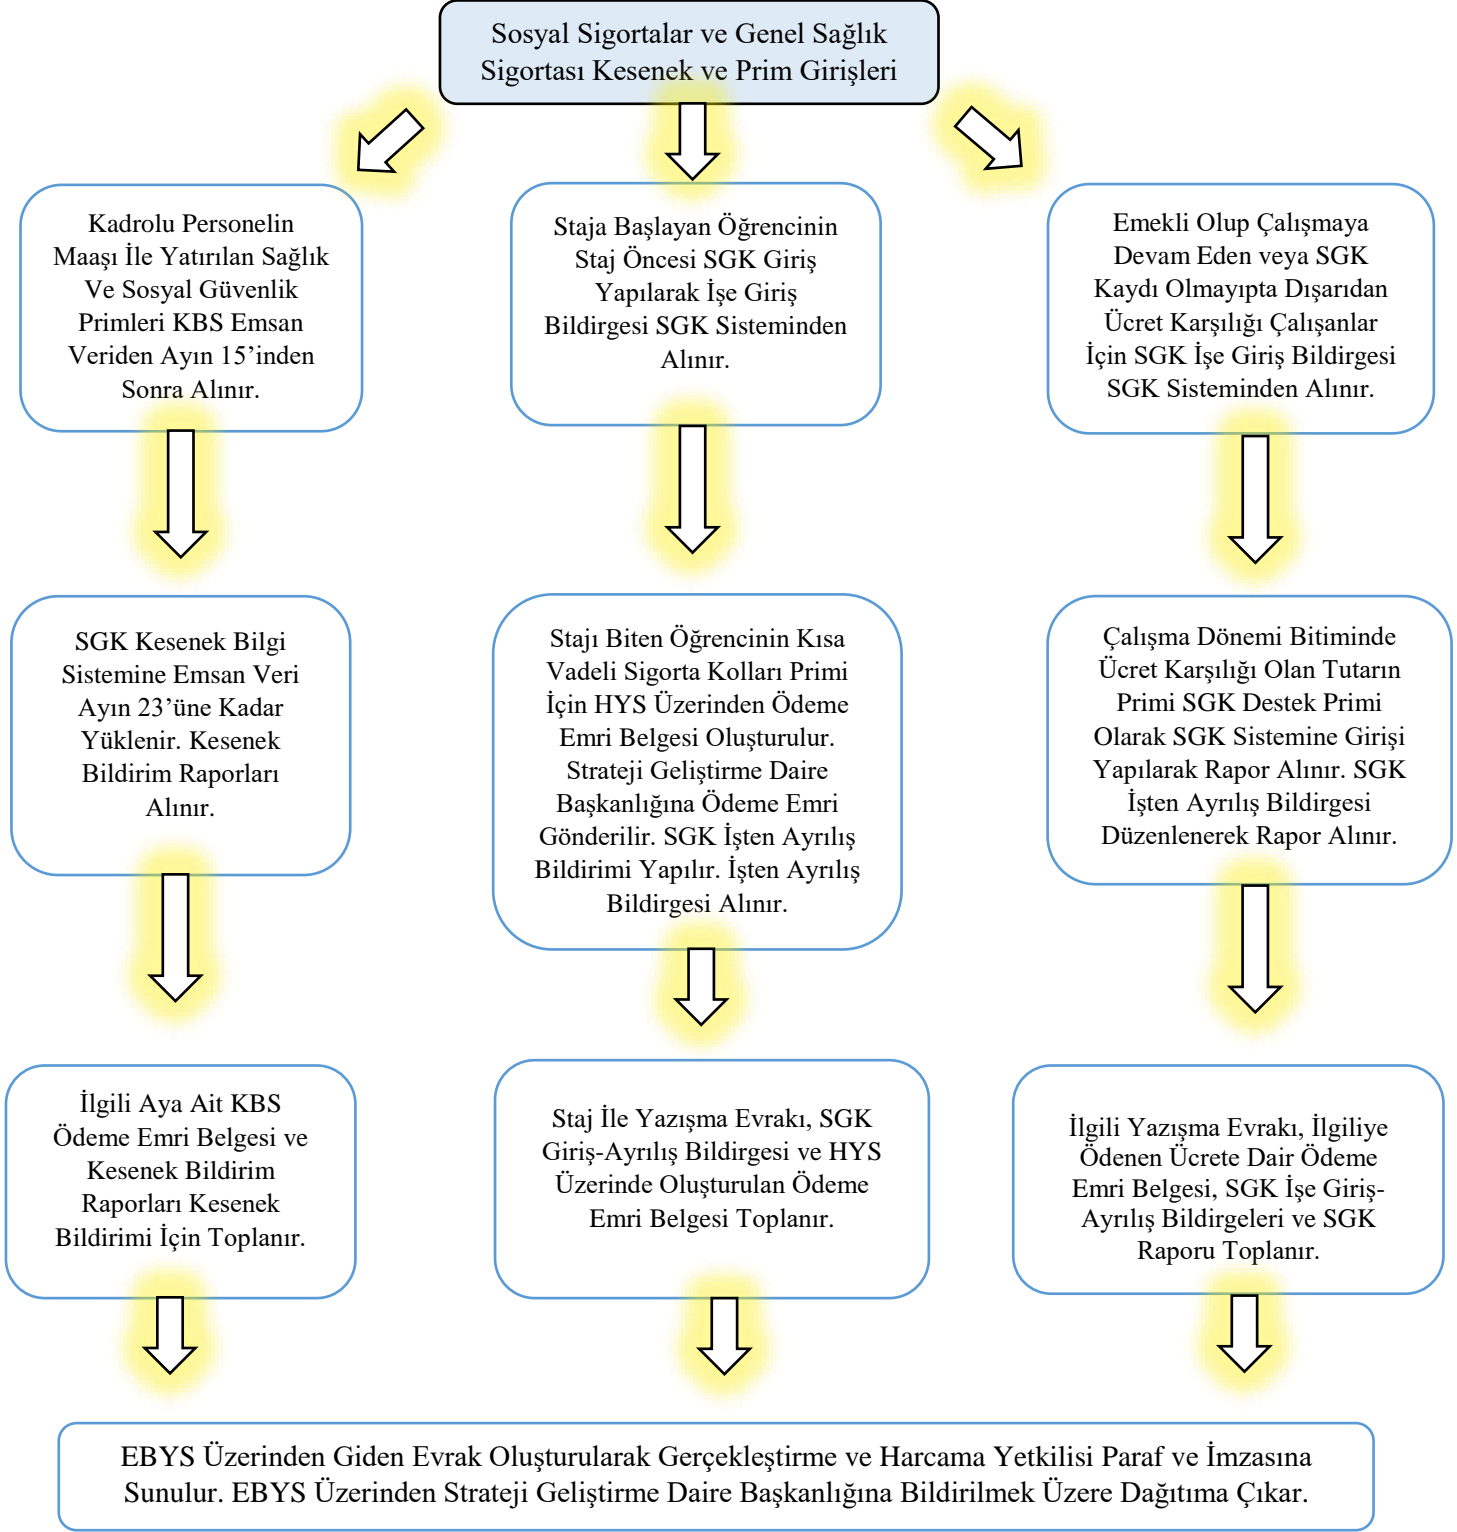 Sosyal Sigortalar ve Genel Sağlık
Sigortası Kesenek ve Prim Girişleri
Kadrolu Personelin
Maaşı İle Yatırılan Sağlık
Ve Sosyal Güvenlik
Primleri KBS Emsan
Veriden Ayın 15’inden
Sonra Alınır.
Staja Başlayan Öğrencinin
Staj Öncesi SGK Giriş
Yapılarak İşe Giriş
Bildirgesi SGK Sisteminden
Alınır.
Emekli Olup Çalışmaya
Devam Eden veya SGK
Kaydı Olmayıpta Dışarıdan
Ücret Karşılığı Çalışanlar
İçin SGK İşe Giriş Bildirgesi
SGK Sisteminden Alınır.
SGK Kesenek Bilgi
Sistemine Emsan Veri
Ayın 23’üne Kadar
Yüklenir. Kesenek
Bildirim Raporları
Alınır.
Stajı Biten Öğrencinin Kısa
Vadeli Sigorta Kolları Primi
İçin HYS Üzerinden Ödeme
Emri Belgesi Oluşturulur.
Strateji Geliştirme Daire
Başkanlığına Ödeme Emri
Gönderilir. SGK İşten Ayrılış
Bildirimi Yapılır. İşten Ayrılış
Bildirgesi Alınır.
Çalışma Dönemi Bitiminde
Ücret Karşılığı Olan Tutarın
Primi SGK Destek Primi
Olarak SGK Sistemine Girişi
Yapılarak Rapor Alınır. SGK
İşten Ayrılış Bildirgesi
Düzenlenerek Rapor Alınır.
İlgili Aya Ait KBS
Ödeme Emri Belgesi ve
Kesenek Bildirim
Raporları Kesenek
Bildirimi İçin Toplanır.
Staj İle Yazışma Evrakı, SGK
Giriş-Ayrılış Bildirgesi ve HYS
Üzerinde Oluşturulan Ödeme
Emri Belgesi Toplanır.
İlgili Yazışma Evrakı, İlgiliye
Ödenen Ücrete Dair Ödeme
Emri Belgesi, SGK İşe Giriş-
Ayrılış Bildirgeleri ve SGK
Raporu Toplanır.
EBYS Üzerinden Giden Evrak Oluşturularak Gerçekleştirme ve Harcama Yetkilisi Paraf ve İmzasına
Sunulur. EBYS Üzerinden Strateji Geliştirme Daire Başkanlığına Bildirilmek Üzere Dağıtıma Çıkar.